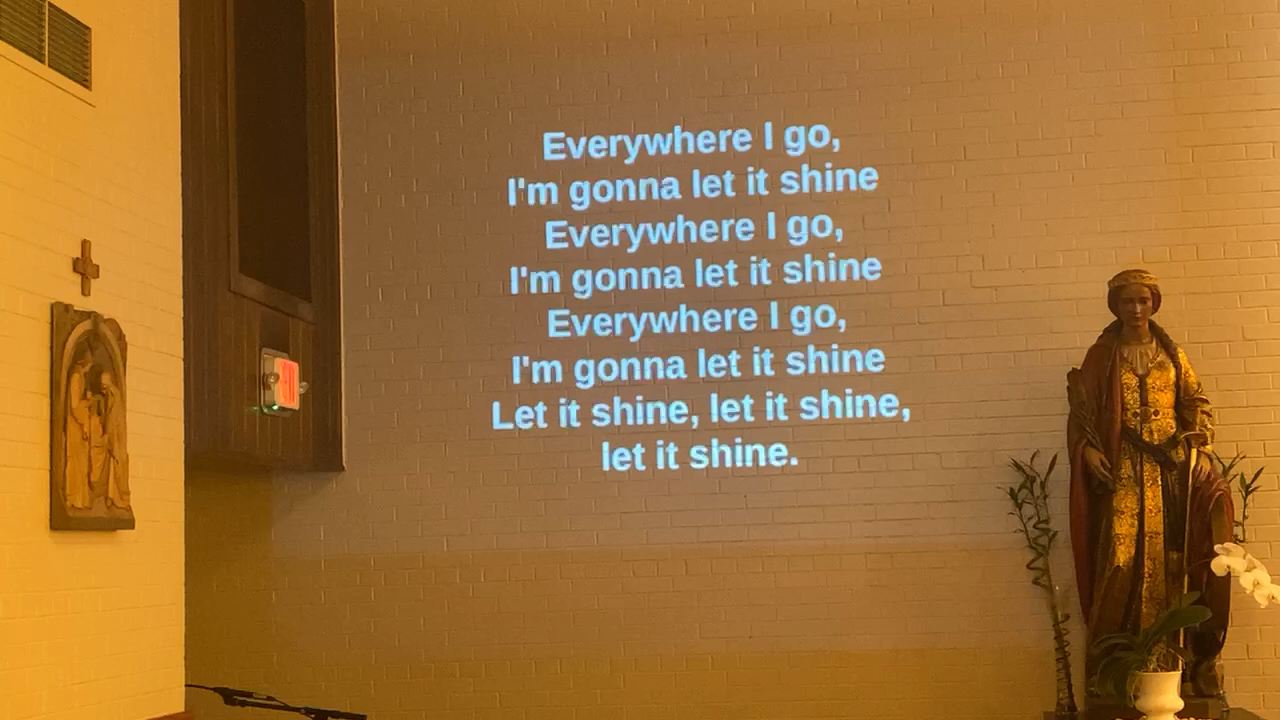 Everywhere I go,
I'm gonna let it shine
Everywhere I go,
I'm gonna let it shine
Everywhere I go,
I'm gonna let it shine
Let it shine, let it shine,
let it shine.